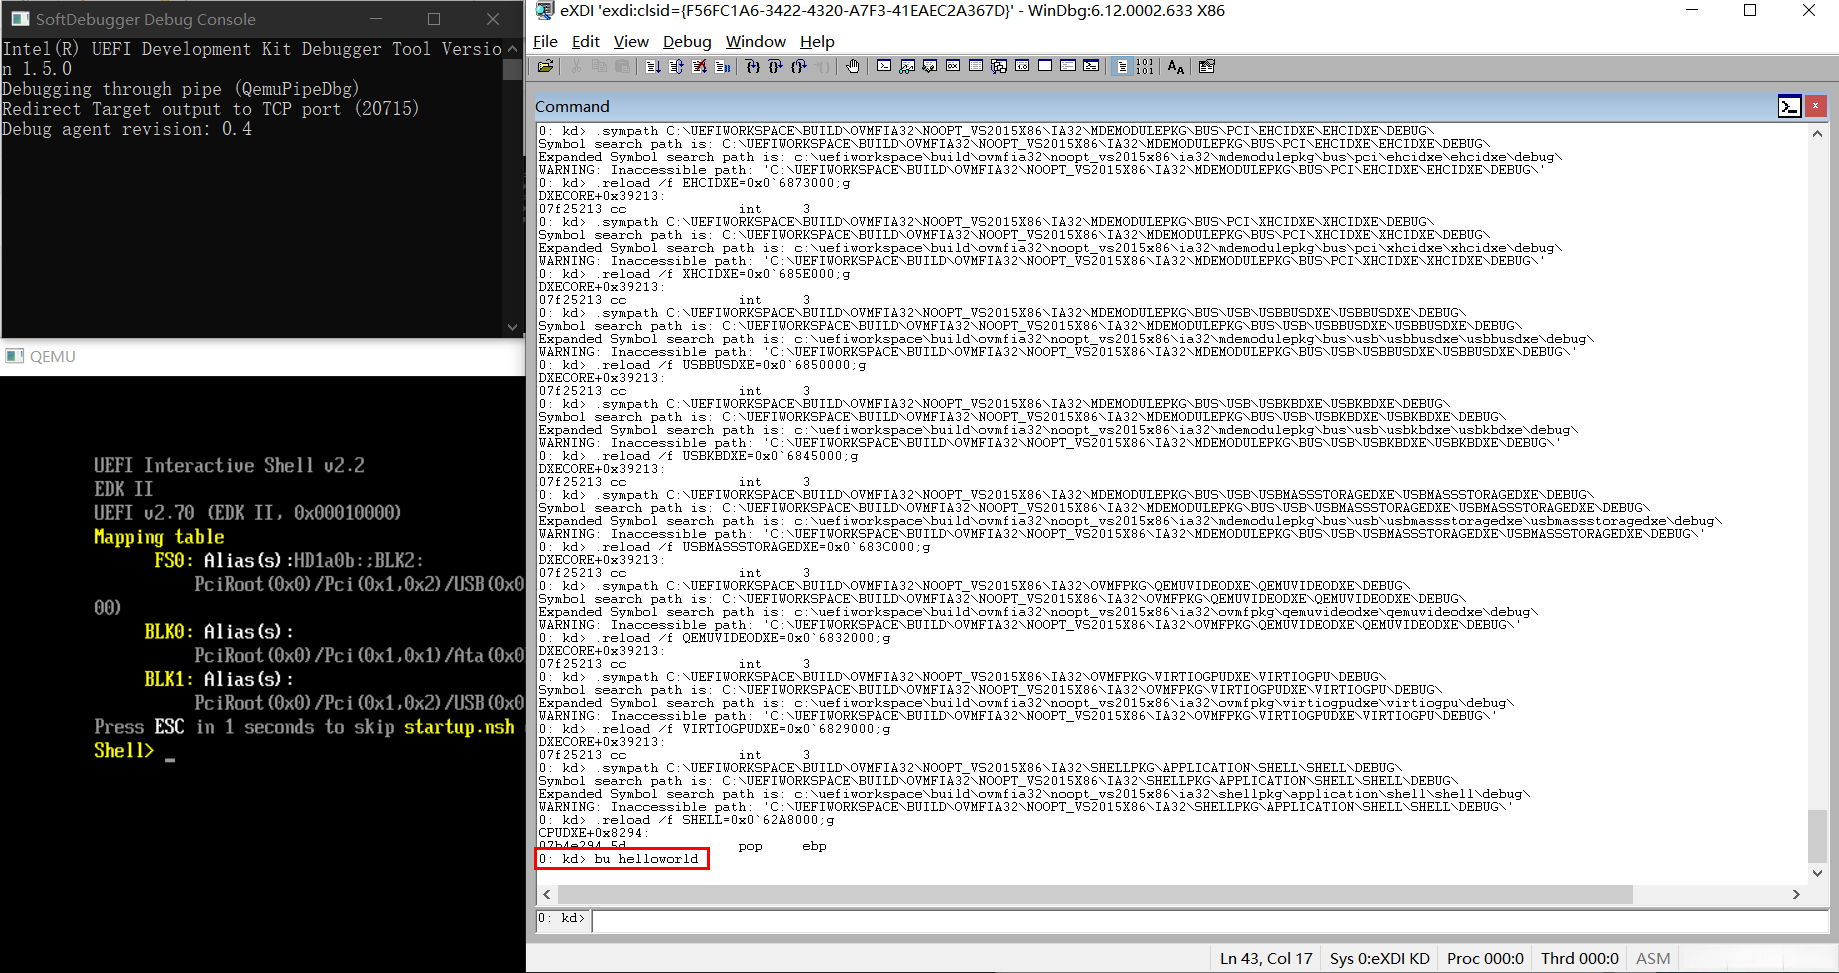 SoftDebugger Debug Console
Intel(R) UEFI Development Kit Debugger Tool Versio
n 1.5.0
Debugging through pipe (QemuPipeDbg)
Redirect Target output to TCP port (20715)
Debug agent revision: 0.4
QEMU
UEFI Interactive Shell v2.2
EDK II
UEFI v2.70 (EDK II, 0x00010000)
Mapping table
FS0: Alias(s):HD1a0b:;BLK2:
PciRoot(0x0)/Pci(0x1,0x2)/USB(0x0
00)
BLK0: Alias(s):
PciRoot(0x0)/Pci(0x1,0x1)/Ata(0x0
BLK1: Alias(s):
PciRoot(0x0)/Pci(0x1,0x2)/USB(0x0
Press ESC in 1 seconds to skip startup.nsh
Shell> _
eXDI 'exdi:clsid={F56FC1A6-3422-4320-A7F3-41EAEC2A367D}' - WinDbg:6.12.0002.633 X86
File Edit View Debug Window Help
Command
0: kd> .sympath C:\UEFIWORKSPACE\BUILD\OVMFIA32\NOOPT_VS2015X86\IA32\MDEMODULEPKG\BUS\PCI\EHCIDXE\EHCIDXE\DEBUG\
Symbol search path is: C:\UEFIWORKSPACE\BUILD\OVMFIA32\NOOPT_VS2015X86\IA32\MDEMODULEPKG\BUS\PCI\EHCIDXE\EHCIDXE\DEBUG\
Expanded Symbol search path is: c:\uefiworkspace\build\ovmfia32\noopt_vs2015x86\ia32\mdemodulepkg\bus\pci\ehcidxe\ehcidxe\debug\
WARNING: Inaccessible path: 'C:\UEFIWORKSPACE\BUILD\OVMFIA32\NOOPT_VS2015X86\IA32\MDEMODULEPKG\BUS\PCI\EHCIDXE\EHCIDXE\DEBUG\'
0: kd> .reload /f EHCIDXE=0x0`6873000;g
DXECORE+0x39213:
07f25213 cc int 3
0: kd> .sympath C:\UEFIWORKSPACE\BUILD\OVMFIA32\NOOPT_VS2015X86\IA32\MDEMODULEPKG\BUS\PCI\XHCIDXE\XHCIDXE\DEBUG\
Symbol search path is: C:\UEFIWORKSPACE\BUILD\OVMFIA32\NOOPT_VS2015X86\IA32\MDEMODULEPKG\BUS\PCI\XHCIDXE\XHCIDXE\DEBUG\
Expanded Symbol search path is: c:\uefiworkspace\build\ovmfia32\noopt_vs2015x86\ia32\mdemodulepkg\bus\pci\xhcidxe\xhcidxe\debug\
WARNING: Inaccessible path: 'C:\UEFIWORKSPACE\BUILD\OVMFIA32\NOOPT_VS2015X86\IA32\MDEMODULEPKG\BUS\PCI\XHCIDXE\XHCIDXE\DEBUG\'
0: kd> .reload /f XHCIDXE=0x0`685E000;g
DXECORE+0x39213:
07f25213 cc int 3
0: kd> .sympath C:\UEFIWORKSPACE\BUILD\OVMFIA32\NOOPT_VS2015X86\IA32\MDEMODULEPKG\BUS\USB\USBBUSDXE\USBBUSDXE\DEBUG\
Symbol search path is: C:\UEFIWORKSPACE\BUILD\OVMFIA32\NOOPT_VS2015X86\IA32\MDEMODULEPKG\BUS\USB\USBBUSDXE\USBBUSDXE\DEBUG\
Expanded Symbol search path is: c:\uefiworkspace\build\ovmfia32\noopt_vs2015x86\ia32\mdemodulepkg\bus\usb\usbbusdxe\usbbusdxe\debug\
WARNING: Inaccessible path: 'C:\UEFIWORKSPACE\BUILD\OVMFIA32\NOOPT_VS2015X86\IA32\MDEMODULEPKG\BUS\USB\USBBUSDXE\USBBUSDXE\DEBUG\'
0: kd> .reload /f USBBUSDXE=0x0`6850000;g
DXECORE+0x39213:
07f25213 cc int 3
0: kd> .sympath C:\UEFIWORKSPACE\BUILD\OVMFIA32\NOOPT_VS2015X86\IA32\MDEMODULEPKG\BUS\USB\USBKBDXE\USBKBDXE\DEBUG\
Symbol search path is: C:\UEFIWORKSPACE\BUILD\OVMFIA32\NOOPT_VS2015X86\IA32\MDEMODULEPKG\BUS\USB\USBKBDXE\USBKBDXE\DEBUG\
Expanded Symbol search path is: c:\uefiworkspace\build\ovmfia32\noopt_vs2015x86\ia32\mdemodulepkg\bus\usb\usbkbdxe\usbkbdxe\debug\
WARNING: Inaccessible path: 'C:\UEFIWORKSPACE\BUILD\OVMFIA32\NOOPT_VS2015X86\IA32\MDEMODULEPKG\BUS\USB\USBKBDXE\USBKBDXE\DEBUG\'
0: kd> .reload /f USBKBDXE=0x0`6845000;g
DXECORE+0x39213:
07f25213 cc int 3
0: kd> .sympath C:\UEFIWORKSPACE\BUILD\OVMFIA32\NOOPT_VS2015X86\IA32\MDEMODULEPKG\BUS\USB\USBMASSSTORAGEDXE\USBMASSSTORAGEDXE\DEBUG\
Symbol search path is: C:\UEFIWORKSPACE\BUILD\OVMFIA32\NOOPT_VS2015X86\IA32\MDEMODULEPKG\BUS\USB\USBMASSSTORAGEDXE\USBMASSSTORAGEDXE\DEBUG\
Expanded Symbol search path is: c:\uefiworkspace\build\ovmfia32\noopt_vs2015x86\ia32\mdemodulepkg\bus\usb\usbmassstoragedxe\usbmassstoragedxe\debug\
WARNING: Inaccessible path: 'C:\UEFIWORKSPACE\BUILD\OVMFIA32\NOOPT_VS2015X86\IA32\MDEMODULEPKG\BUS\USB\USBMASSSTORAGEDXE\USBMASSSTORAGEDXE\DEBUG\'
0: kd> .reload /f USBMASSSTORAGEDXE=0x0`683C000;g
DXECORE+0x39213:
07f25213 cc int 3
0: kd> .sympath C:\UEFIWORKSPACE\BUILD\OVMFIA32\NOOPT_VS2015X86\IA32\OVMFPKG\QEMUVIDEODXE\QEMUVIDEODXE\DEBUG\
Symbol search path is: C:\UEFIWORKSPACE\BUILD\OVMFIA32\NOOPT_VS2015X86\IA32\OVMFPKG\QEMUVIDEODXE\QEMUVIDEODXE\DEBUG\
Expanded Symbol search path is: c:\uefiworkspace\build\ovmfia32\noopt_vs2015x86\ia32\ovmfpkg\qemuvideodxe\qemuvideodxe\debug\
WARNING: Inaccessible path: 'C:\UEFIWORKSPACE\BUILD\OVMFIA32\NOOPT_VS2015X86\IA32\OVMFPKG\QEMUVIDEODXE\QEMUVIDEODXE\DEBUG\'
0: kd> .reload /f QEMUVIDEODXE=0x0`6832000;g
DXECORE+0x39213:
07f25213 cc int 3
0: kd> .sympath C:\UEFIWORKSPACE\BUILD\OVMFIA32\NOOPT_VS2015X86\IA32\OVMFPKG\VIRTIOGPUDXE\VIRTIOGPU\DEBUG\
Symbol search path is: C:\UEFIWORKSPACE\BUILD\OVMFIA32\NOOPT_VS2015X86\IA32\OVMFPKG\VIRTIOGPUDXE\VIRTIOGPU\DEBUG\
Expanded Symbol search path is: c:\uefiworkspace\build\ovmfia32\noopt_vs2015x86\ia32\ovmfpkg\virtiogpudxe\virtiogpu\debug\
WARNING: Inaccessible path: 'C:\UEFIWORKSPACE\BUILD\OVMFIA32\NOOPT_VS2015X86\IA32\OVMFPKG\VIRTIOGPUDXE\VIRTIOGPU\DEBUG\'
0: kd> .reload /f VIRTIOGPUDXE=0x0`6829000;g
DXECORE+0x39213:
07f25213 cc int 3
0: kd> .sympath C:\UEFIWORKSPACE\BUILD\OVMFIA32\NOOPT_VS2015X86\IA32\SHELLPKG\APPLICATION\SHELL\SHELL\DEBUG\
Symbol search path is: C:\UEFIWORKSPACE\BUILD\OVMFIA32\NOOPT_VS2015X86\IA32\SHELLPKG\APPLICATION\SHELL\SHELL\DEBUG\
Expanded Symbol search path is: c:\uefiworkspace\build\ovmfia32\noopt_vs2015x86\ia32\shellpkg\application\shell\shell\debug\
WARNING: Inaccessible path: 'C:\UEFIWORKSPACE\BUILD\OVMFIA32\NOOPT_VS2015X86\IA32\SHELLPKG\APPLICATION\SHELL\SHELL\DEBUG\'
0: kd> .reload /f SHELL=0x0`62A8000;g
CPUDXE+0x8294:
07b4e294 5d pop ebp
0: kd> bu helloworld
0: kd>
Ln 43, Col 17 Sys 0:eXDI KD Proc 000:0 Thrd 000:0 ASM